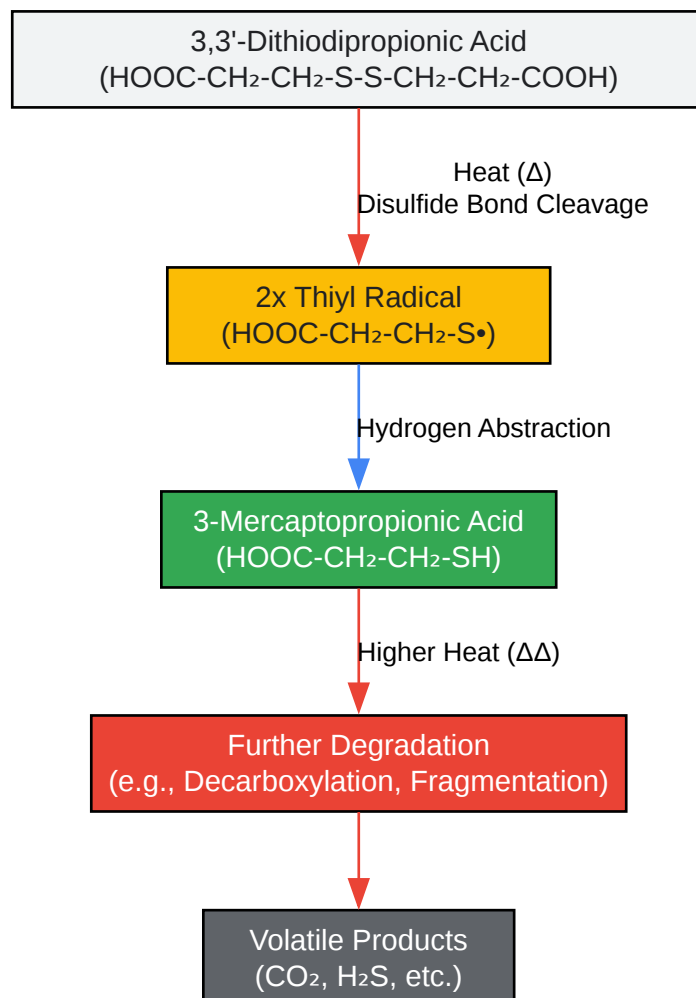 3,3'-Dithiodipropionic Acid
(HOOC-CH₂-CH₂-S-S-CH₂-CH₂-COOH)
Heat (Δ)
Disulfide Bond Cleavage
2x Thiyl Radical
(HOOC-CH₂-CH₂-S•)
Hydrogen Abstraction
3-Mercaptopropionic Acid
(HOOC-CH₂-CH₂-SH)
Higher Heat (ΔΔ)
Further Degradation
(e.g., Decarboxylation, Fragmentation)
Volatile Products
(CO₂, H₂S, etc.)